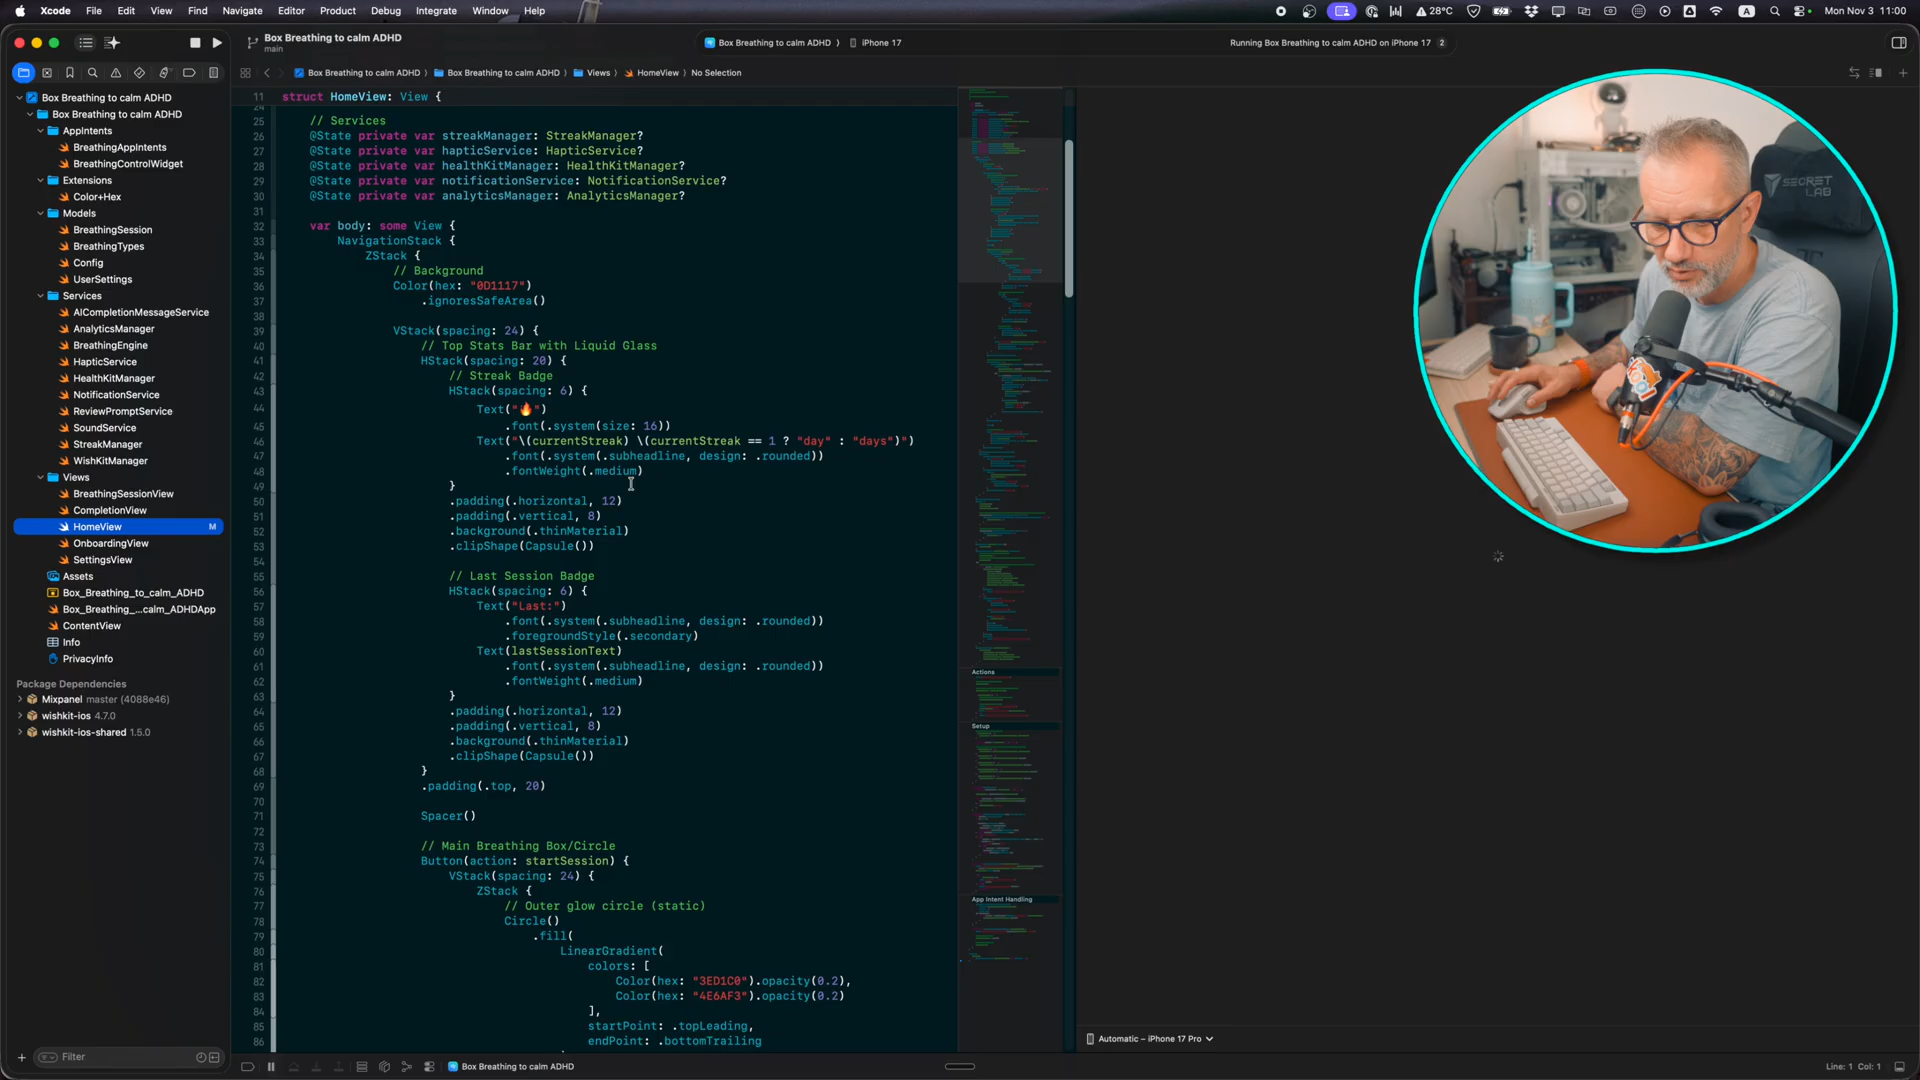 Xcode File Edit View Find Navigate Editor Product Debug Integrate Window Help
28°C A Mon Nov 3 11:00
Box Breathing to calm ADHD
main
Box Breathing to calm ADHD iPhone 17
Running Box Breathing to calm ADHD on iPhone 17 2
Box Breathing to calm ADHD Box Breathing to calm ADHD Views HomeView No Selection
Box Breathing to calm ADHD
Box Breathing to calm ADHD
AppIntents
BreathingAppIntents
BreathingControlWidget
Extensions
Color+Hex
Models
BreathingSession
BreathingTypes
Config
UserSettings
Services
AICompletionMessageService
AnalyticsManager
BreathingEngine
HapticService
HealthKitManager
NotificationService
ReviewPromptService
SoundService
StreakManager
WishKitManager
Views
BreathingSessionView
CompletionView
HomeView M
OnboardingView
SettingsView
Assets
Box_Breathing_to_calm_ADHD
Box_Breathing_...calm_ADHDApp
ContentView
Info
PrivacyInfo
Package Dependencies
Mixpanel master (4088e46)
wishkit-ios 4.7.0
wishkit-ios-shared 1.5.0
Filter
11 struct HomeView: View {
24
25 // Services
26 @State private var streakManager: StreakManager?
27 @State private var hapticService: HapticService?
28 @State private var healthKitManager: HealthKitManager?
29 @State private var notificationService: NotificationService?
30 @State private var analyticsManager: AnalyticsManager?
31
32 var body: some View {
33 NavigationStack {
34 ZStack {
35 // Background
36 Color(hex: "0D1117")
37 .ignoresSafeArea()
38
39 VStack(spacing: 24) {
40 // Top Stats Bar with Liquid Glass
41 HStack(spacing: 20) {
42 // Streak Badge
43 HStack(spacing: 6) {
44 Text("🔥")
45 .font(.system(size: 16))
46 Text("\(currentStreak) \(currentStreak == 1 ? "day" : "days")")
47 .font(.system(.subheadline, design: .rounded))
48 .fontWeight(.medium)
49 }
50 .padding(.horizontal, 12)
51 .padding(.vertical, 8)
52 .background(.thinMaterial)
53 .clipShape(Capsule())
54
55 // Last Session Badge
56 HStack(spacing: 6) {
57 Text("Last:")
58 .font(.system(.subheadline, design: .rounded))
59 .foregroundStyle(.secondary)
60 Text(lastSessionText)
61 .font(.system(.subheadline, design: .rounded))
62 .fontWeight(.medium)
63 }
64 .padding(.horizontal, 12)
65 .padding(.vertical, 8)
66 .background(.thinMaterial)
67 .clipShape(Capsule())
68 }
69 .padding(.top, 20)
70
71 Spacer()
72
73 // Main Breathing Box/Circle
74 Button(action: startSession) {
75 VStack(spacing: 24) {
76 ZStack {
77 // Outer glow circle (static)
78 Circle()
79 .fill(
80 LinearGradient(
81 colors: [
82 Color(hex: "3ED1C0").opacity(0.2),
83 Color(hex: "4E6AF3").opacity(0.2)
84 ],
85 startPoint: .topLeading,
86 endPoint: .bottomTrailing
Actions
Setup
App Intent Handling
SECRET
LAB
Automatic – iPhone 17 Pro
Box Breathing to calm ADHD
Line: 1 Col: 1